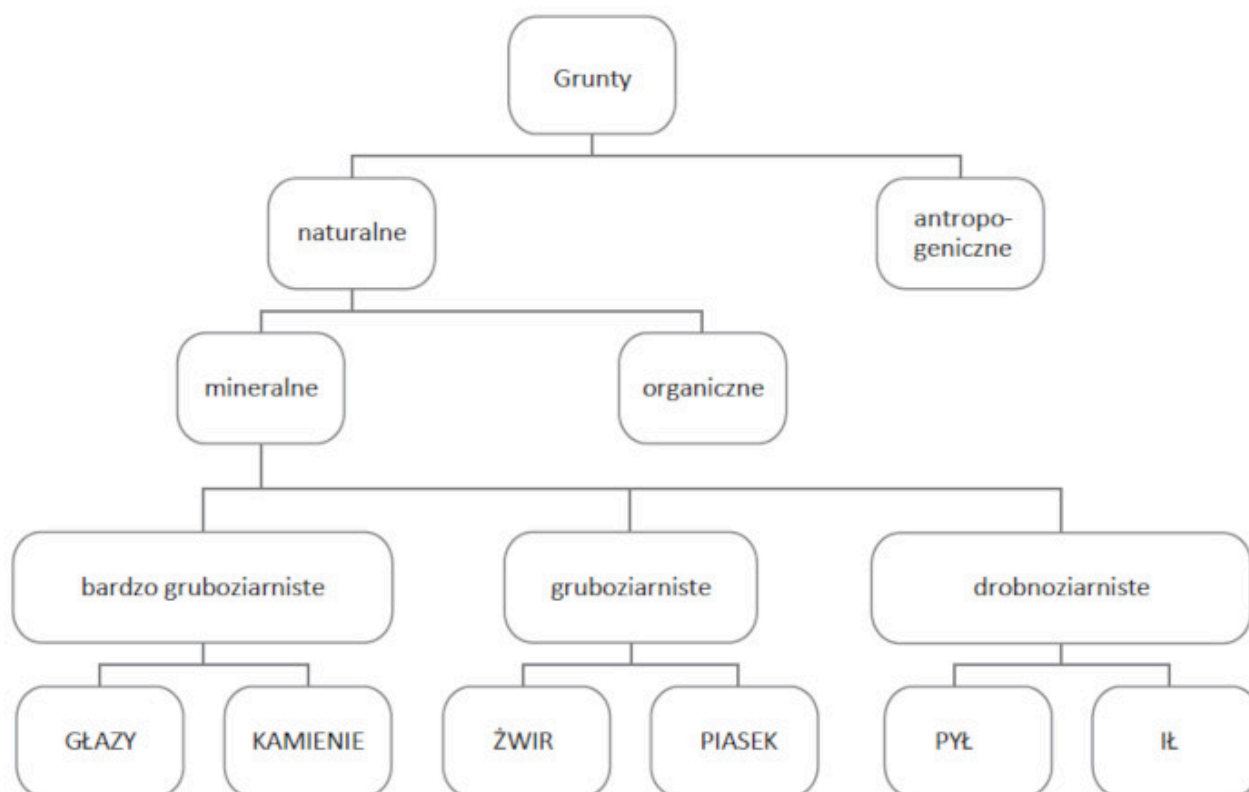 Grunty
naturalne
antropo-
geniczne
mineralne
organiczne
bardzo gruboziarniste
gruboziarniste
drobnoziarniste
GŁAZY
KAMIENIE
ŻWIR
PIASEK
PYŁ
IŁ